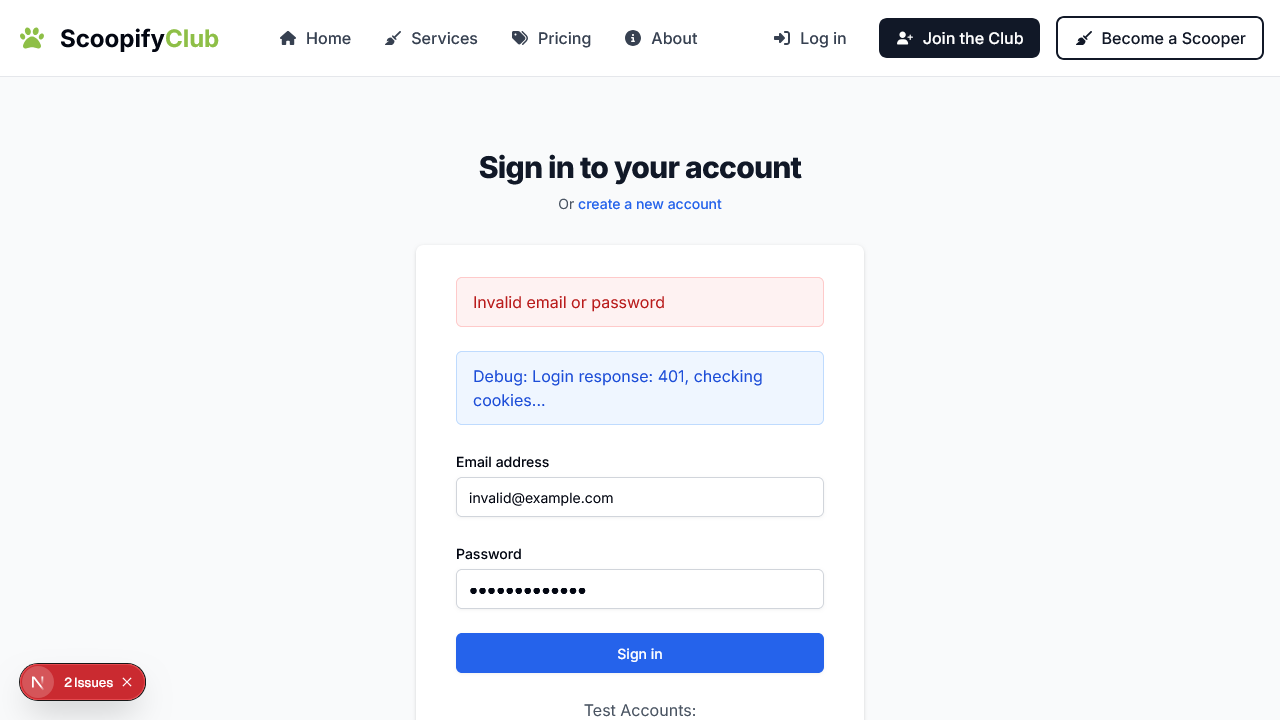 ScoopifyClub
Home
Services
Pricing
About
Log in
Join the Club
Become a Scooper
Sign in to your account
Or create a new account
Invalid email or password
Debug: Login response: 401, checking
cookies...
Email address
invalid@example.com
Password
●●●●●●●●●●●●●
Sign in
N
2 Issues
Test Accounts: